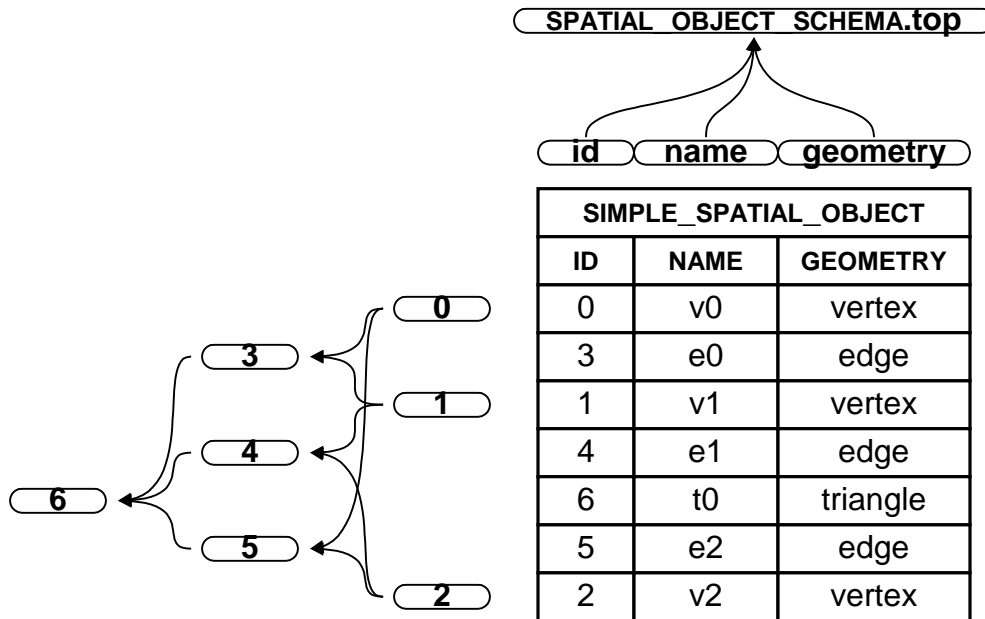 SPATIAL_OBJECT_SCHEMA.top
id name geometry
SIMPLE_SPATIAL_OBJECT
ID NAME GEOMETRY
0 0 v0 vertex
3 3 e0 edge
1 1 v1 vertex
4 4 e1 edge
6 6 t0 triangle
5 5 e2 edge
2 2 v2 vertex